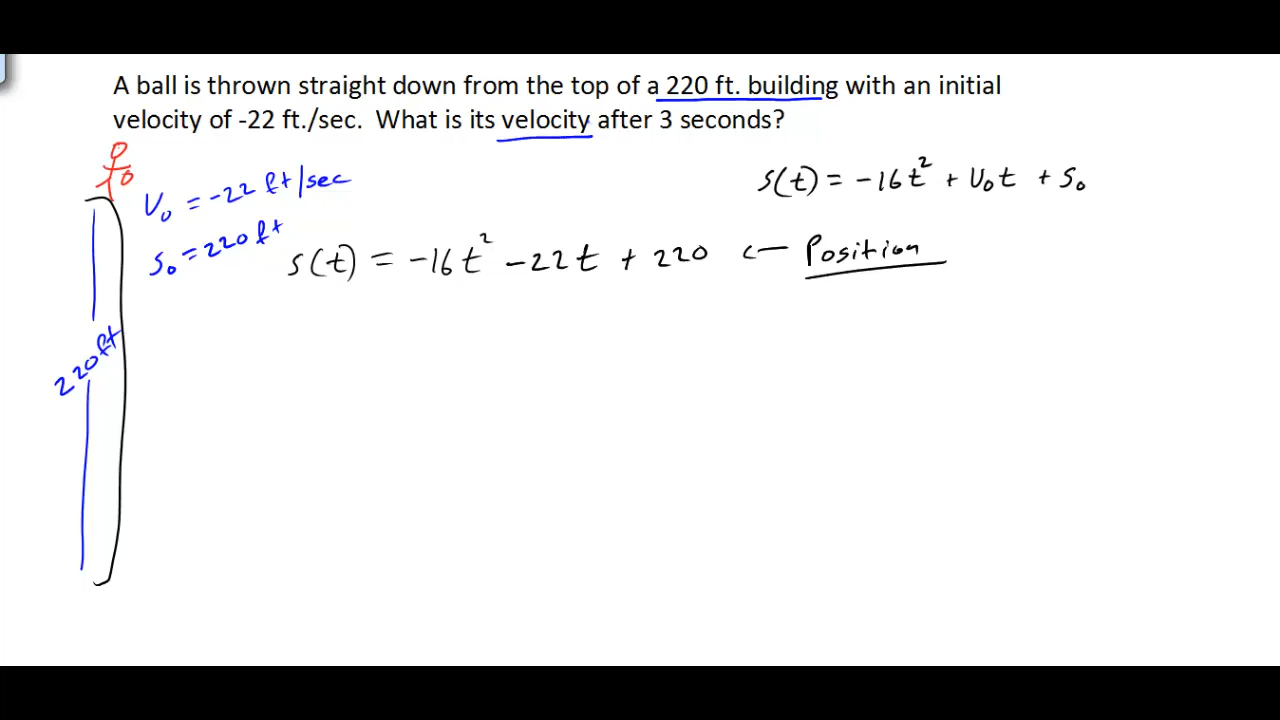 A ball is thrown straight down from the top of a 220 ft. building with an initial
velocity of -22 ft./sec.  What is its velocity after 3 seconds?
v₀ = -22 ft/sec
s(t) = -16t² + v₀t + s₀
s₀ = 220 ft
s(t) = -16t² - 22t + 220 ← Position
220 ft